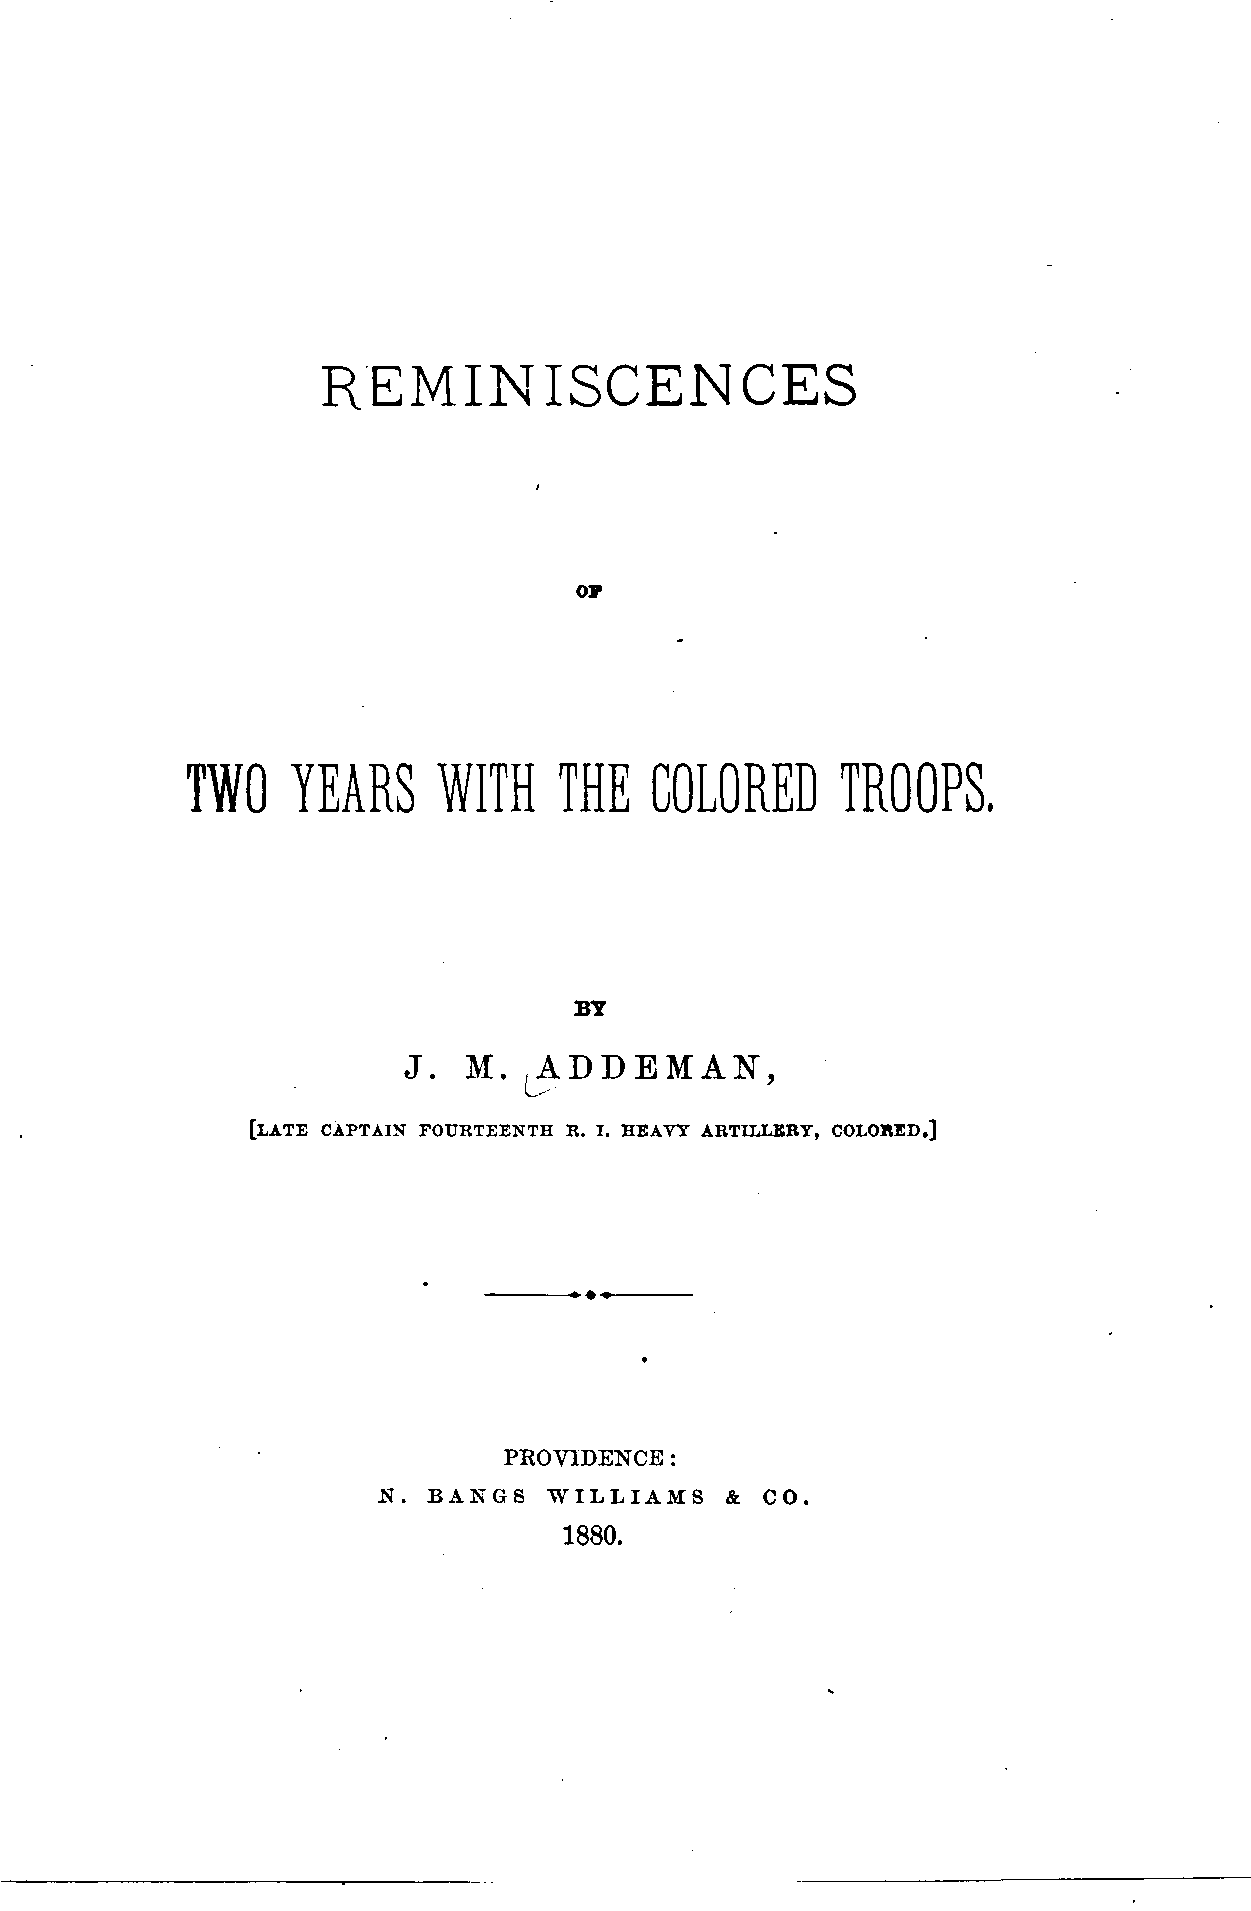 REMINISCENCES
OF
TWO YEARS WITH THE COLORED TROOPS.
BY
J. M. ADDEMAN,
[LATE CAPTAIN FOURTEENTH R. I. HEAVY ARTILLERY, COLORED.]
PROVIDENCE:
N. BANGS WILLIAMS & CO.
1880.